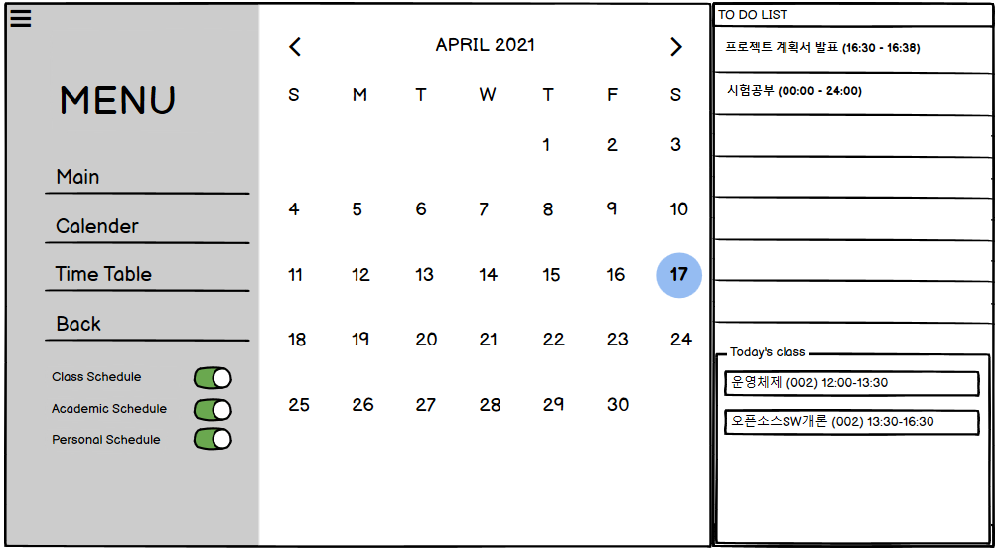 MENU
Main
Calender
Time Table
Back
Class Schedule
Academic Schedule
Personal Schedule
APRIL 2021
S M T W T F S
1 2 3
4 5 6 7 8 9 10
11 12 13 14 15 16 17
18 19 20 21 22 23 24
25 26 27 28 29 30
TO DO LIST
프로젝트 계획서 발표 (16:30 - 16:38)
시험공부 (00:00 - 24:00)
Today's class
운영체제 (002) 12:00-13:30
오픈소스SW개론 (002) 13:30-16:30